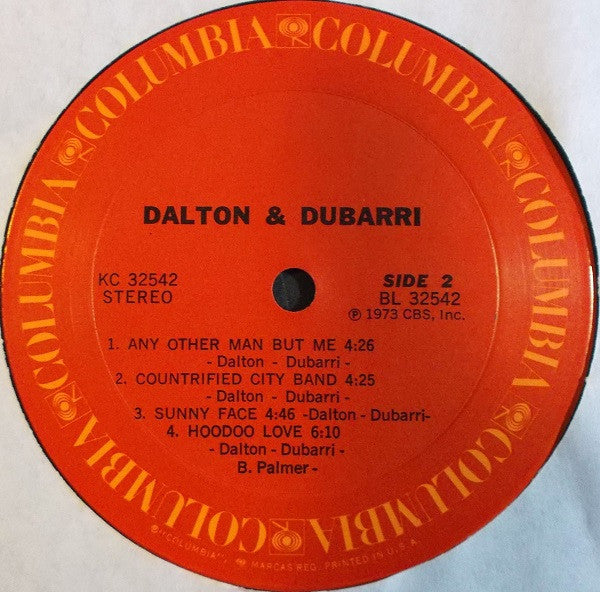 COLUMBIA COLUMBIA COLUMBIA COLUMBIA COLUMBIA COLUMBIA
DALTON & DUBARRI
KC 32542
STEREO
SIDE 2
BL 32542
℗ 1973 CBS, Inc.
1. ANY OTHER MAN BUT ME 4:26
- Dalton - Dubarri -
2. COUNTRIFIED CITY BAND 4:25
- Dalton - Dubarri -
3. SUNNY FACE 4:46 -Dalton - Dubarri-
4. HOODOO LOVE 6:10
- Dalton - Dubarri -
B. Palmer -
"COLUMBIA", MARCAS REG. PRINTED IN U.S.A.